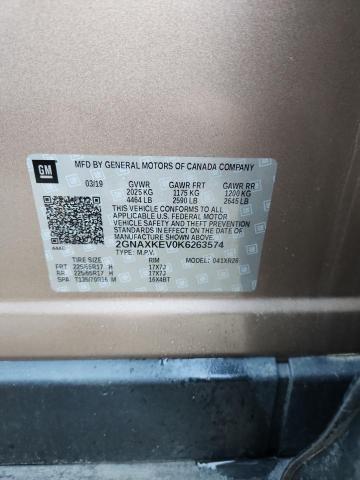 GM
MFD BY GENERAL MOTORS OF CANADA COMPANY
03/19 GVWR GAWR FRT GAWR RR
2025 KG 1175 KG 1200 KG
4464 LB 2590 LB 2645 LB
THIS VEHICLE CONFORMS TO ALL APPLICABLE
U.S. FEDERAL MOTOR VEHICLE SAFETY
AND THEFT PREVENTION STANDARDS IN EFFECT
ON THE DATE OF MANUFACTURE SHOWN ABOVE.
2GNAXKEV0K6263574
TYPE: M.P.V. MODEL: 041XR26
TIRE SIZE RIM
FRT 225/65R17 H 17X7J
RR 225/65R17 H 17X7J
SPA T135/70R16 M 16X4BT